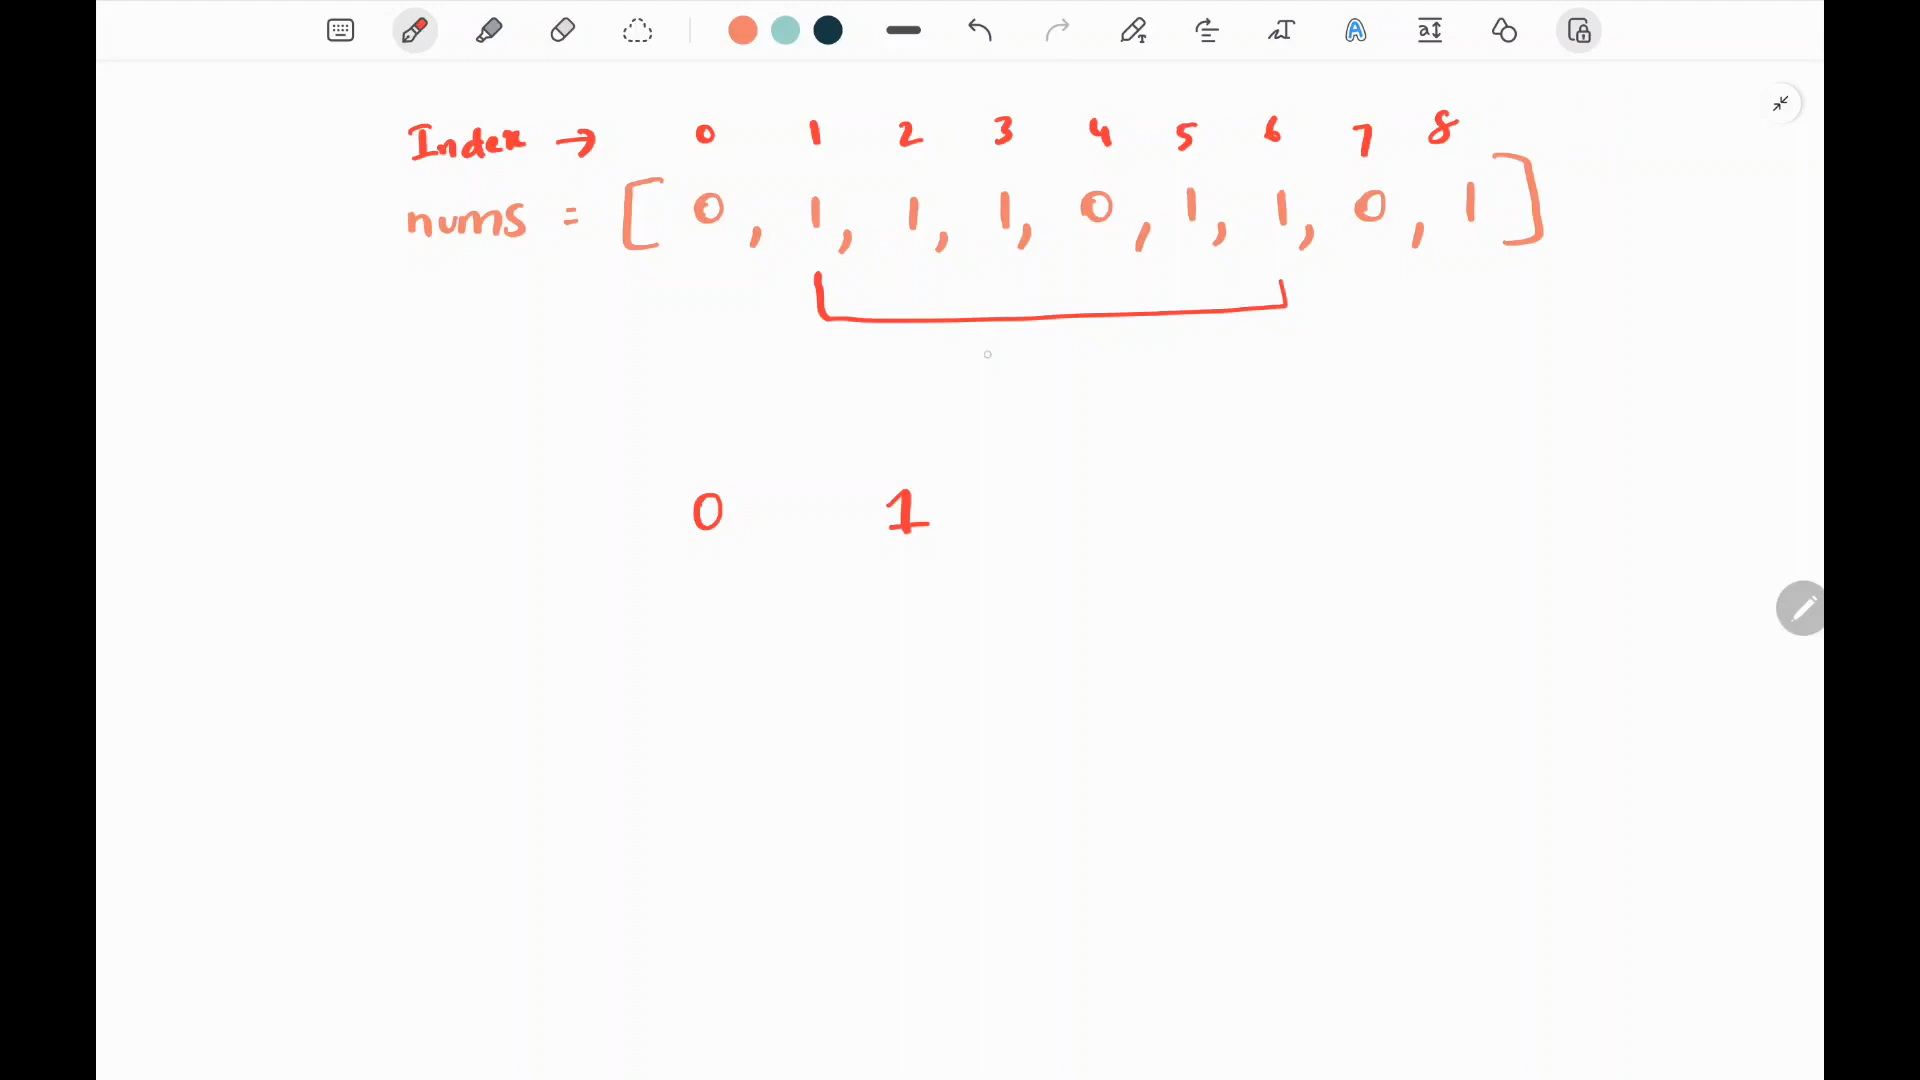 Index → 0 1 2 3 4 5 6 7 8
nums = [ 0 , 1 , 1 , 1 , 0 , 1 , 1 , 0 , 1 ]
0 1